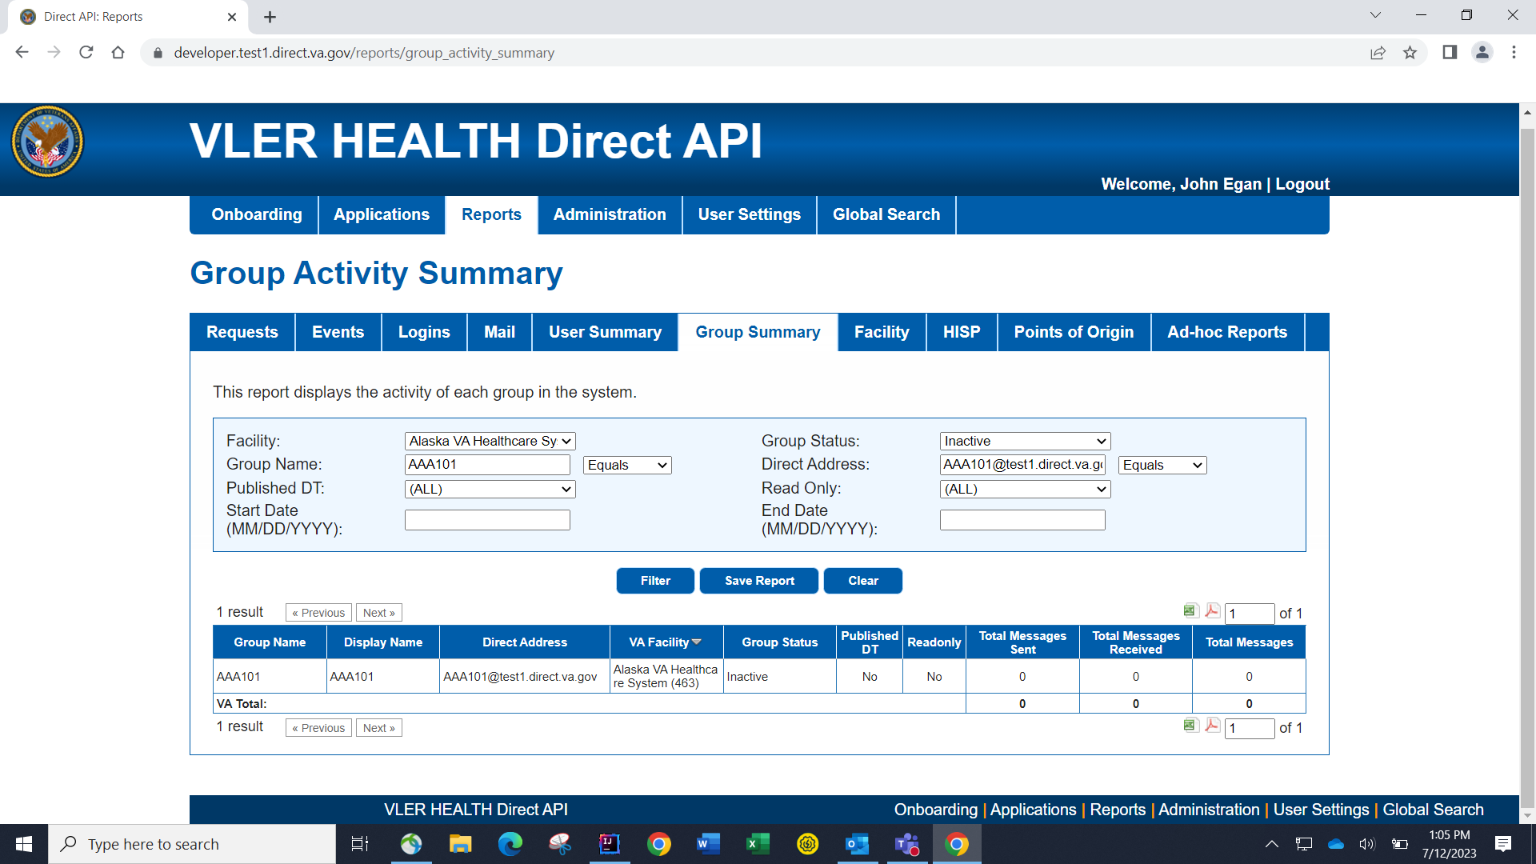 Direct API: Reports
developer.test1.direct.va.gov/reports/group_activity_summary
VLER HEALTH Direct API
Welcome, John Egan | Logout
Onboarding Applications Reports Administration User Settings Global Search
Group Activity Summary
Requests Events Logins Mail User Summary Group Summary Facility HISP Points of Origin Ad-hoc Reports
This report displays the activity of each group in the system.
Facility: Alaska VA Healthcare Sy Group Status: Inactive
Group Name: AAA101 Equals Direct Address: AAA101@test1.direct.va.go Equals
Published DT: (ALL) Read Only: (ALL)
Start Date (MM/DD/YYYY): End Date (MM/DD/YYYY):
Filter Save Report Clear
1 result « Previous Next » 1 of 1
Group Name Display Name Direct Address VA Facility Group Status Published DT Readonly Total Messages Sent Total Messages Received Total Messages
AAA101 AAA101 AAA101@test1.direct.va.gov Alaska VA Healthca re System (463) Inactive No No 0 0 0
VA Total: 0 0 0
1 result « Previous Next » 1 of 1
VLER HEALTH Direct API Onboarding | Applications | Reports | Administration | User Settings | Global Search
Type here to search
1:05 PM
7/12/2023